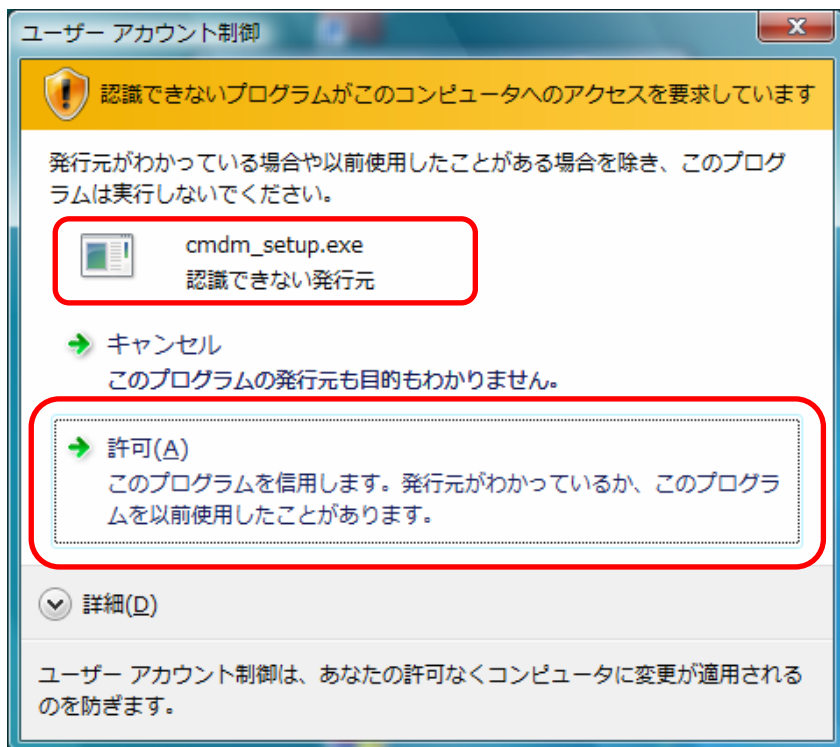 ユーザー アカウント制御
認識できないプログラムがこのコンピュータへのアクセスを要求しています
発行元がわかっている場合や以前使用したことがある場合を除き、このプログ
ラムは実行しないでください。
cmdm_setup.exe
認識できない発行元
キャンセル
このプログラムの発行元も目的もわかりません。
許可(A)
このプログラムを信用します。発行元がわかっているか、このプログラ
ムを以前使用したことがあります。
詳細(D)
ユーザー アカウント制御は、あなたの許可なくコンピュータに変更が適用される
のを防ぎます。